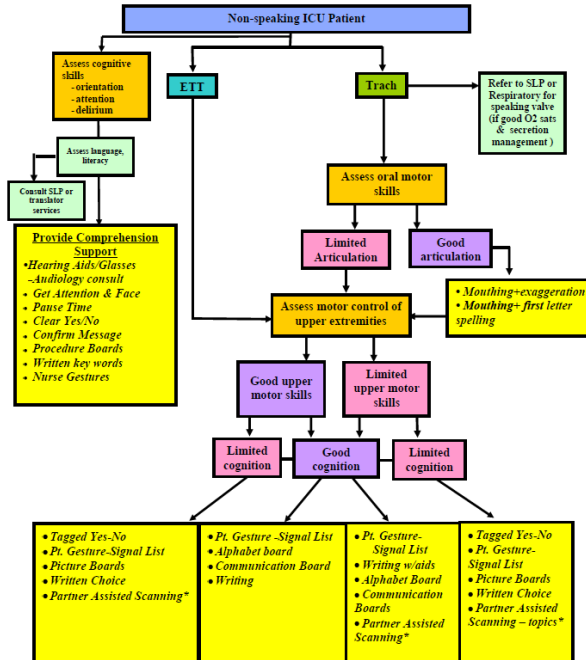 Non-speaking ICU Patient
Assess cognitive
skills
-orientation
-attention
-delirium
ETT
Trach
Refer to SLP or
Respiratory for
speaking valve
(if good O2 sats
& secretion
management )
Assess language,
literacy
Consult SLP or
translator
services
Assess oral motor
skills
Provide Comprehension
Support
•Hearing Aids/Glasses
-Audiology consult
• Get Attention & Face
• Pause Time
• Clear Yes/No
• Confirm Message
• Procedure Boards
• Written key words
• Nurse Gestures
Limited
Articulation
Good
articulation
• Mouthing+exaggeration
• Mouthing+ first letter
spelling
Assess motor control of
upper extremities
Good upper
motor skills
Limited
upper motor
skills
Limited
cognition
Good
cognition
Limited
cognition
• Tagged Yes-No
• Pt. Gesture-Signal List
• Picture Boards
• Written Choice
• Partner Assisted Scanning*
• Pt. Gesture -Signal List
• Alphabet board
• Communication Board
• Writing
• Pt. Gesture-
Signal List
• Writing w/aids
• Alphabet Board
• Communication
Boards
• Partner Assisted
Scanning*
• Tagged Yes-No
• Pt. Gesture-
Signal List
• Picture Boards
• Written Choice
• Partner Assisted
Scanning – topics*